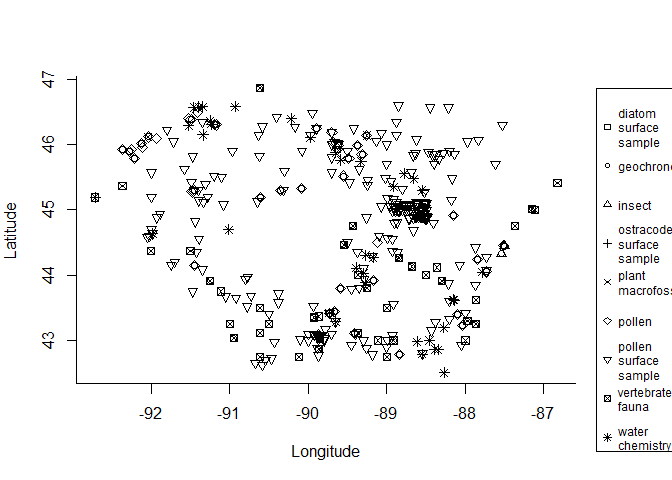 47
46
45
44
43
Latitude
-92
-91
-90
-89
-88
-87
Longitude
diatom
surface
sample
geochron
insect
ostracode
surface
sample
plant
macrofoss
pollen
pollen
surface
sample
vertebrate
fauna
water
chemistry